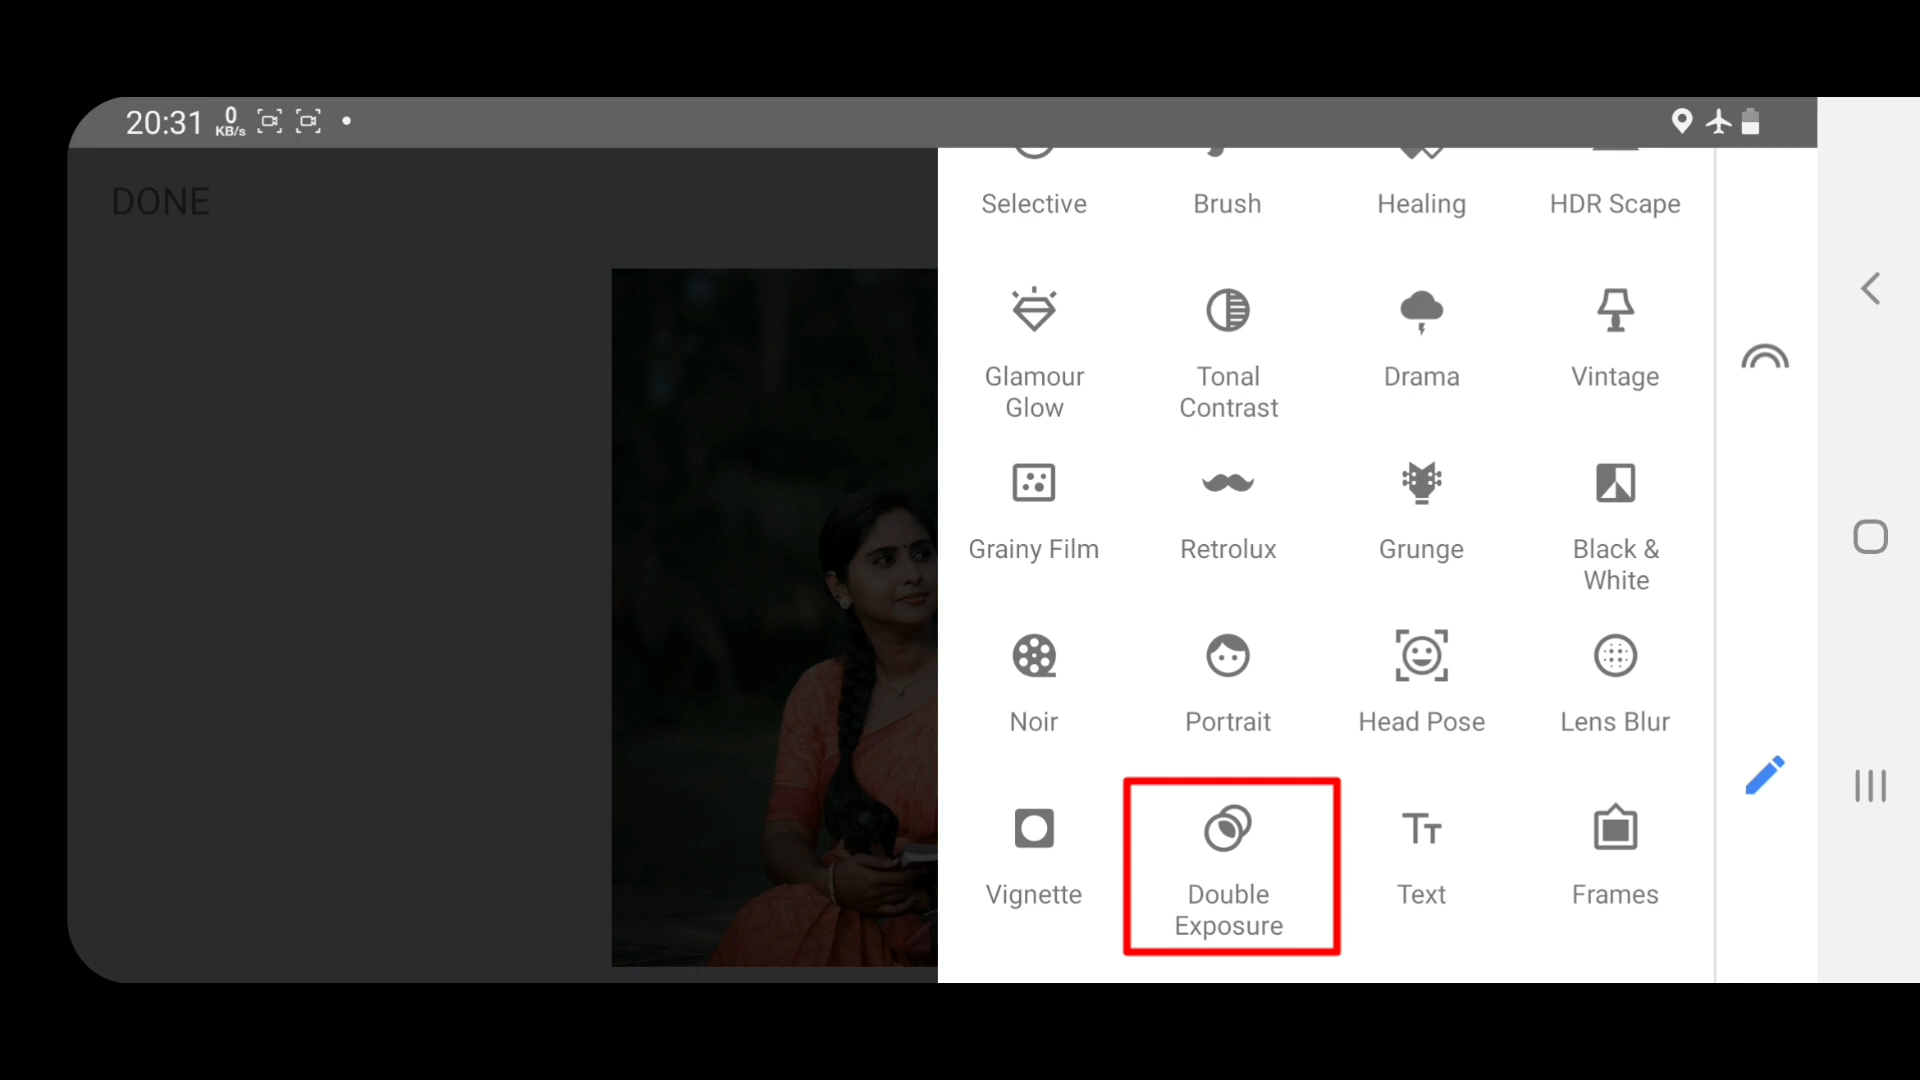 20:31 0 KB/s
DONE
Selective Brush Healing HDR Scape
Glamour Glow Tonal Contrast Drama Vintage
Grainy Film Retrolux Grunge Black & White
Noir Portrait Head Pose Lens Blur
Vignette Double Exposure Text Frames